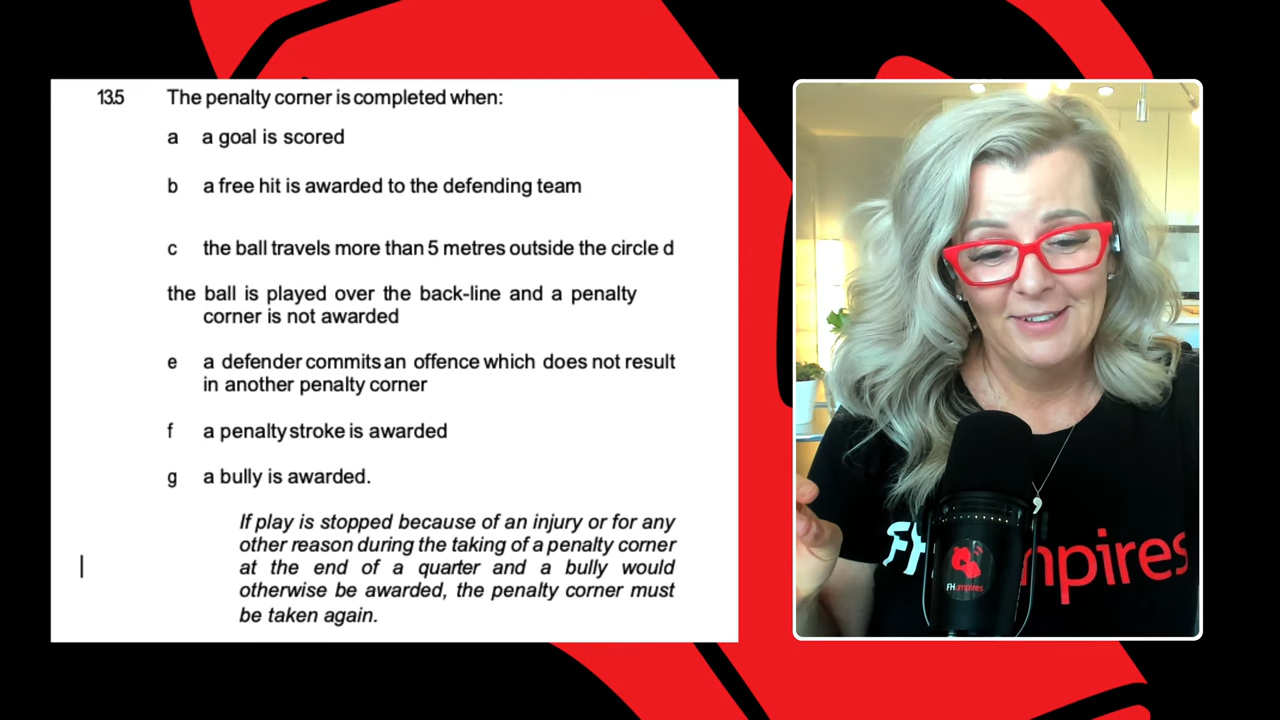 13.5 The penalty corner is completed when:
a a goal is scored
b a free hit is awarded to the defending team
c the ball travels more than 5 metres outside the circle d
the ball is played over the back-line and a penalty
corner is not awarded
e a defender commits an offence which does not result
in another penalty corner
f a penalty stroke is awarded
g a bully is awarded.
If play is stopped because of an injury or for any
other reason during the taking of a penalty corner
at the end of a quarter and a bully would
otherwise be awarded, the penalty corner must
be taken again.
FH mpires
FHumpires